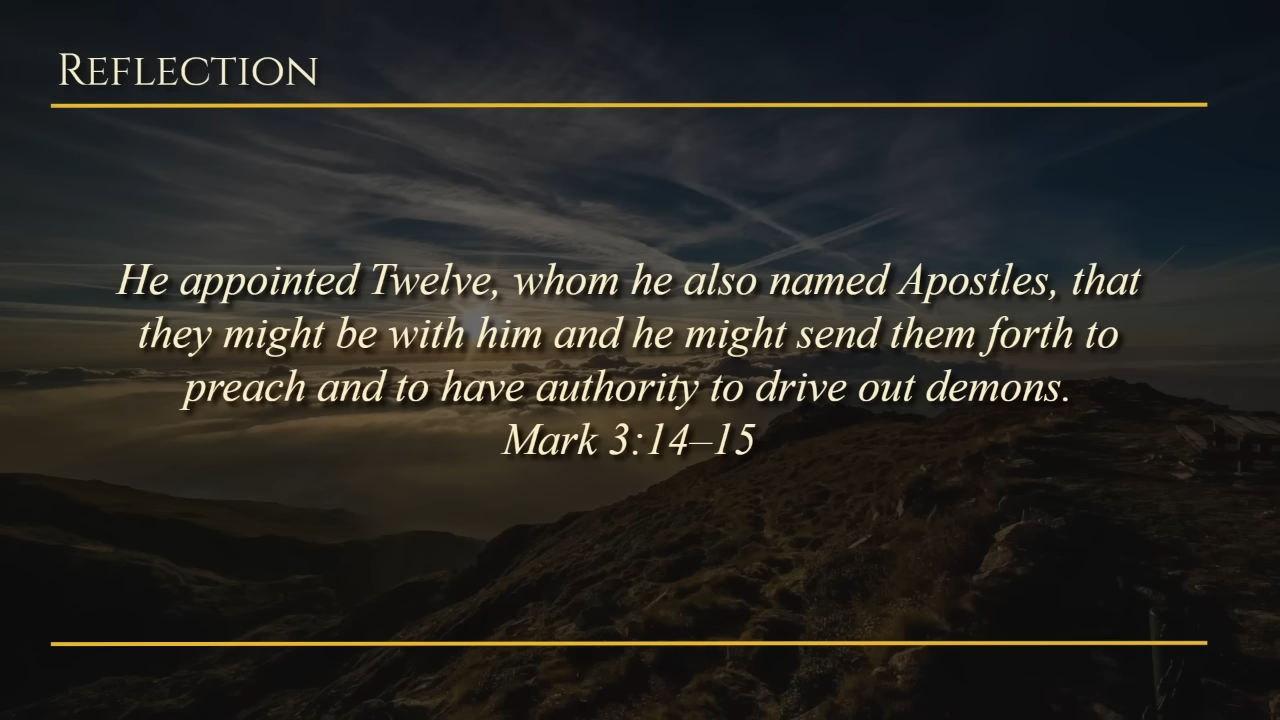 Reflection
He appointed Twelve, whom he also named Apostles, that
they might be with him and he might send them forth to
preach and to have authority to drive out demons.
Mark 3:14–15